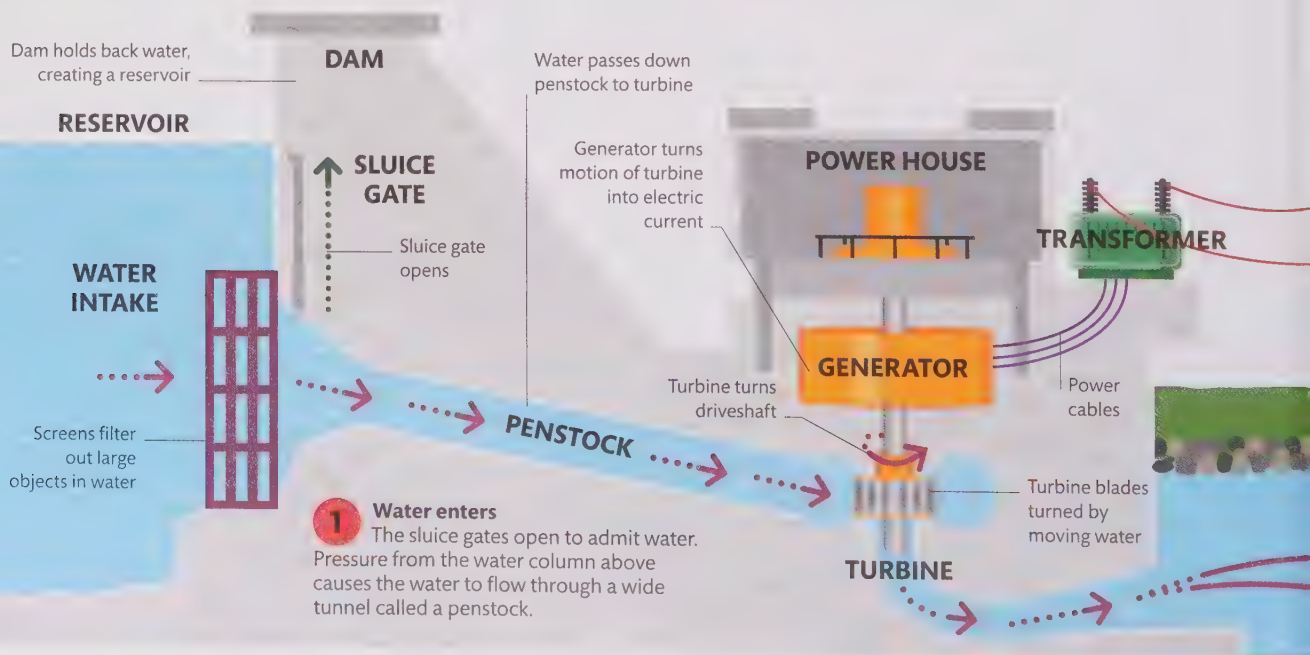 Dam holds back water,
creating a reservoir
DAM
RESERVOIR
SLUICE
GATE
Sluice gate
opens
WATER
INTAKE
Screens filter
out large
objects in water
Water passes down
penstock to turbine
PENSTOCK
1 Water enters
The sluice gates open to admit water.
Pressure from the water column above
causes the water to flow through a wide
tunnel called a penstock.
Generator turns
motion of turbine
into electric
current
POWER HOUSE
TRANSFORMER
GENERATOR
Turbine turns
driveshaft
Power
cables
Turbine blades
turned by
moving water
TURBINE